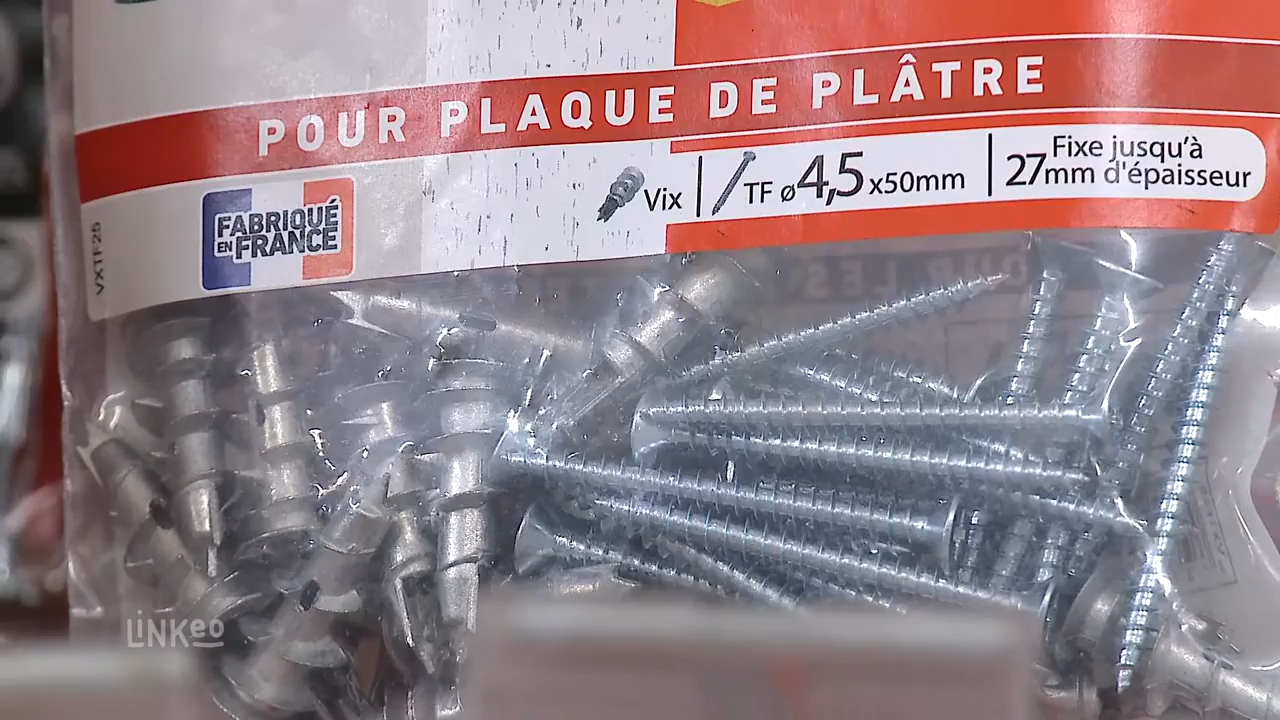 POUR PLAQUE DE PLÂTRE
Vix
TF ø4,5x50mm
Fixe jusqu'à
27mm d'épaisseur
FABRIQUÉ
EN FRANCE
VXTF25
LiNKeo